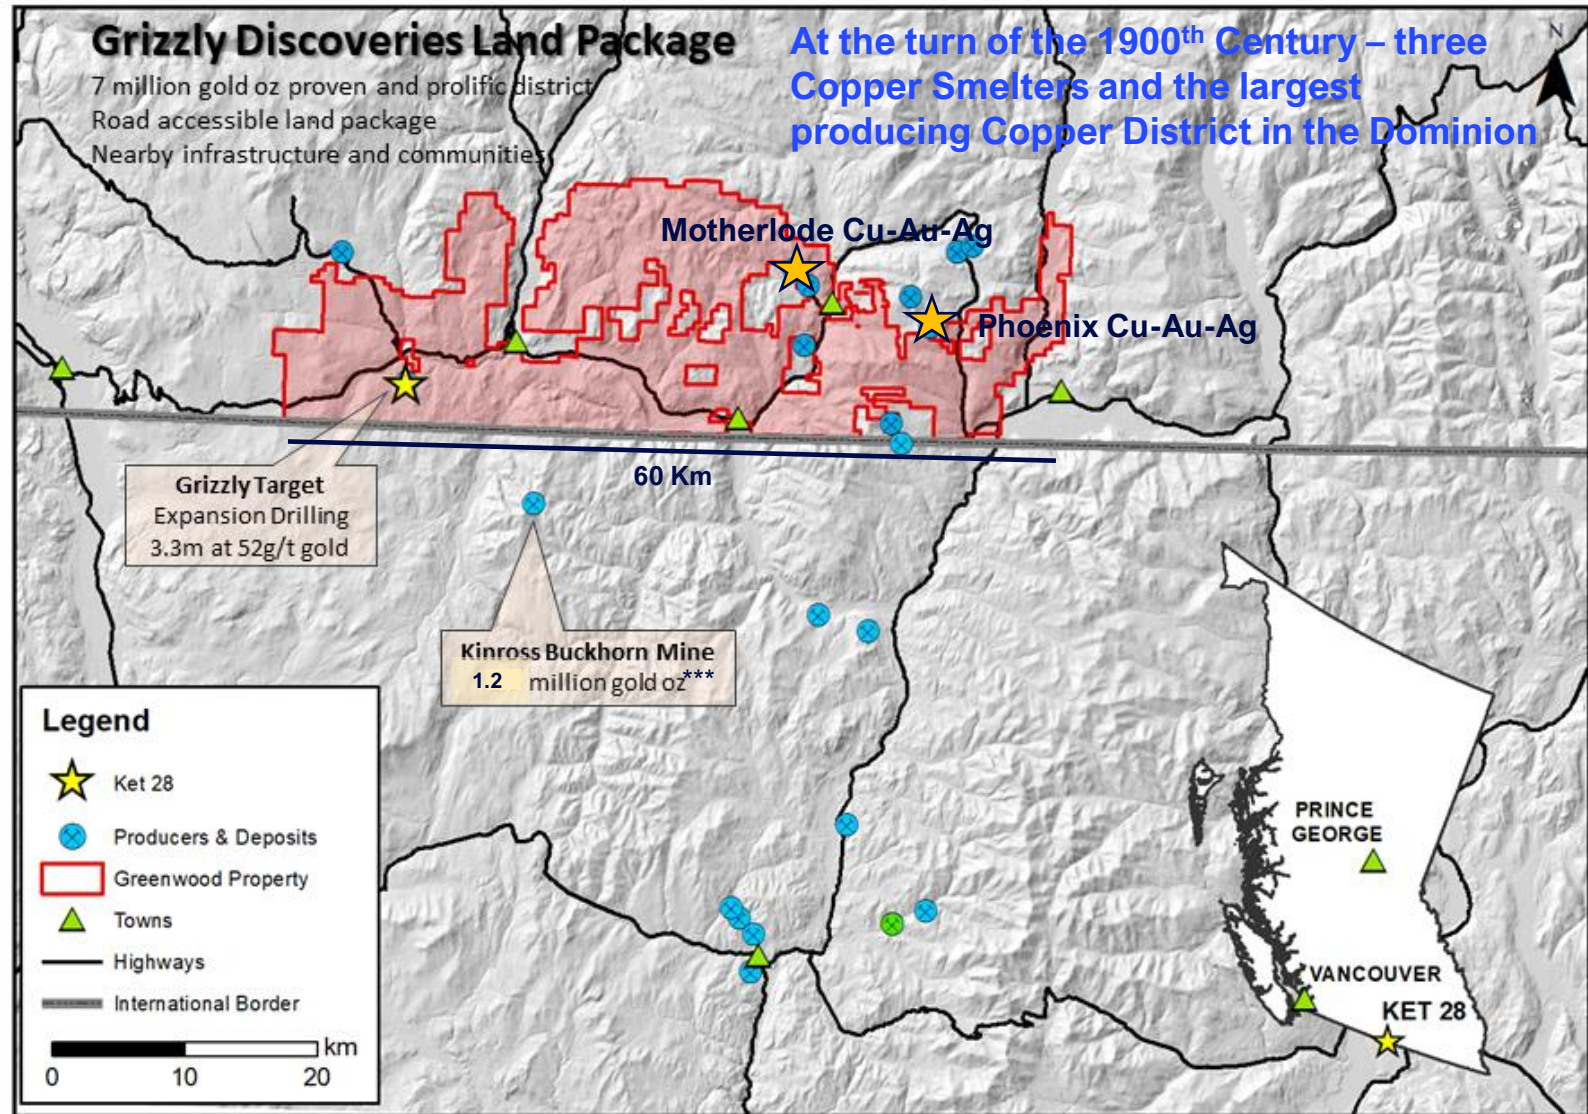 Grizzly Discoveries Land Package
7 million gold oz proven and prolific district
Road accessible land package
Nearby infrastructure and communities
At the turn of the 1900th Century – three
Copper Smelters and the largest
producing Copper District in the Dominion
N
Motherlode Cu-Au-Ag
Phoenix Cu-Au-Ag
60 Km
Grizzly Target
Expansion Drilling
3.3m at 52g/t gold
Kinross Buckhorn Mine
1.2 million gold oz***
Legend
Ket 28
Producers & Deposits
Greenwood Property
Towns
Highways
International Border
km
0 10 20
PRINCE
GEORGE
VANCOUVER
KET 28